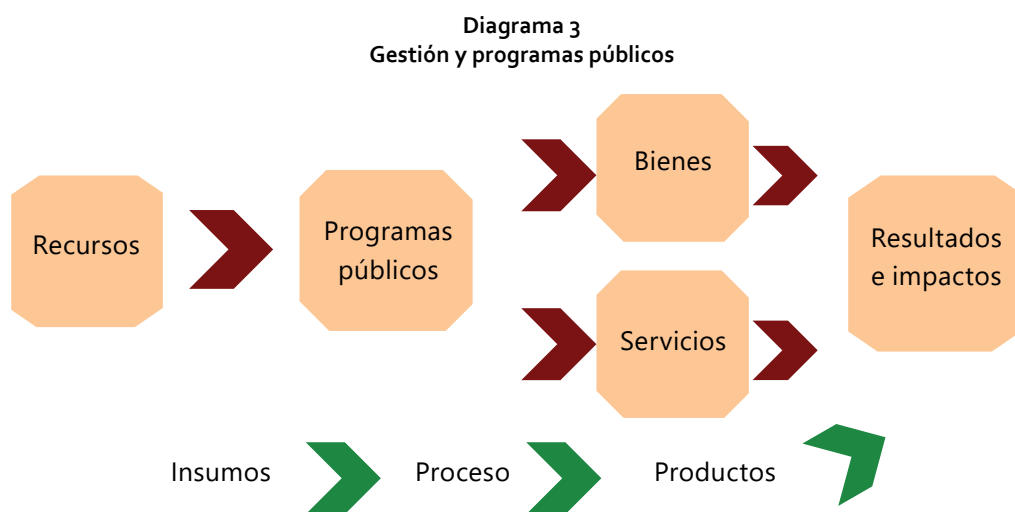 Diagrama 3
Gestión y programas públicos
Recursos
Programas
públicos
Bienes
Servicios
Resultados
e impactos
Insumos
Proceso
Productos